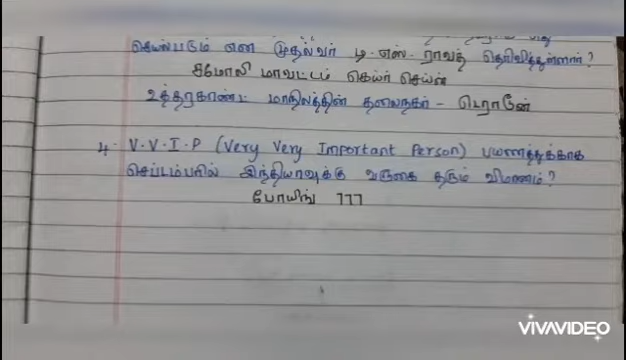 செயல்படும் என முதல்வர் டி.எஸ். ராவத் தெரிவித்துள்ளார்?
சமோலி மாவட்டம் கெய்ர் செயின்
உத்தரகாண்ட் மாநிலத்தின் தலைநகர் - டெராடூன்
4. V.V.I.P (Very Very Important Person) பயணத்துக்காக
செப்டம்பரில் இந்தியாவுக்கு வருகை தரும் விமானம்?
போயிங் 777
VIVAVIDEO